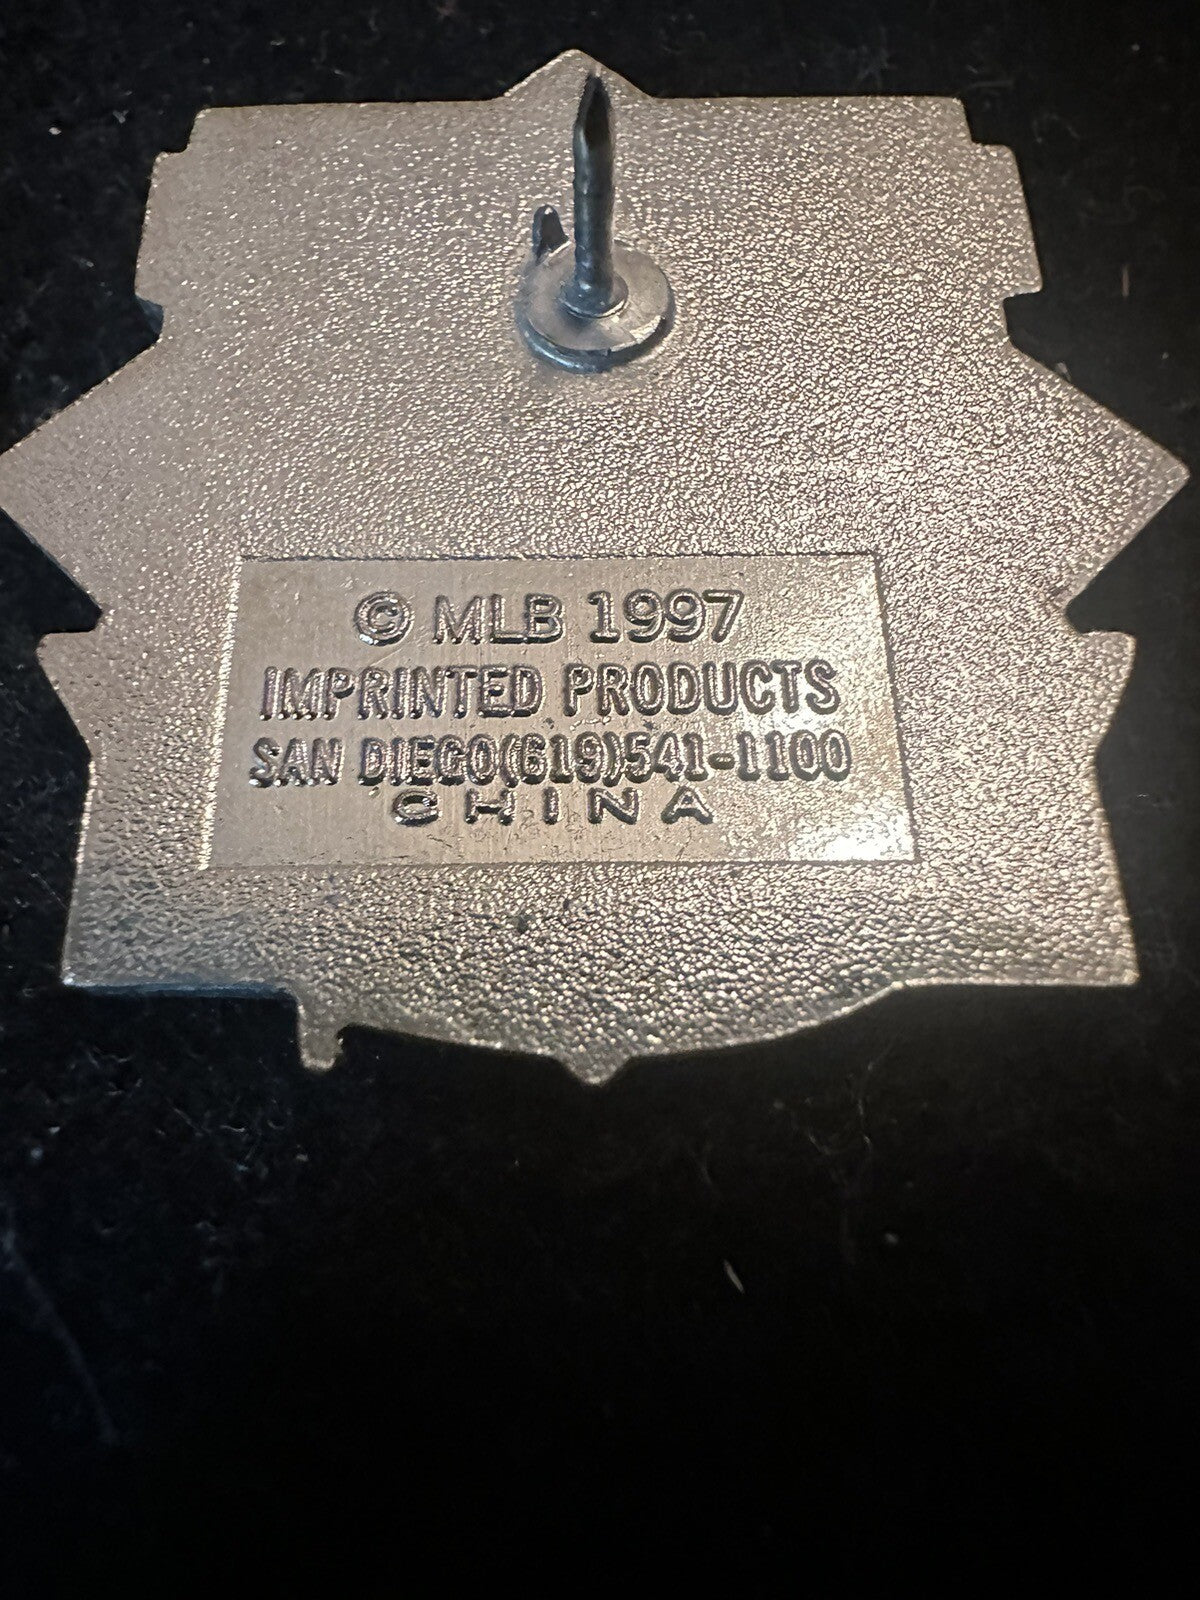 © MLB 1997
IMPRINTED PRODUCTS
SAN DIEGO(619)541-1100
CHINA